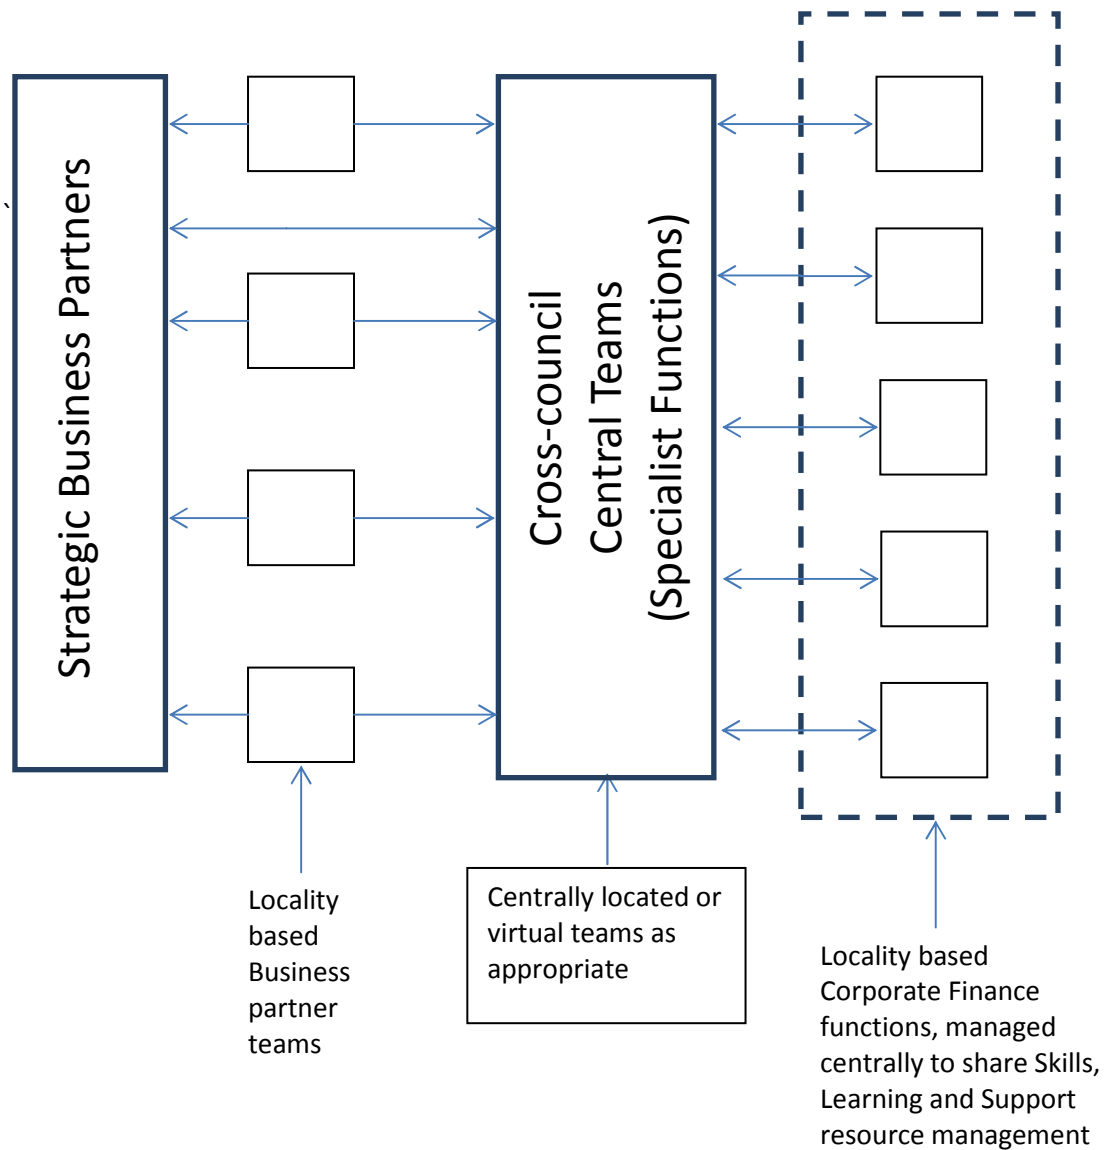 `
Strategic Business Partners
Cross-council
Central Teams
(Specialist Functions)
Locality
based
Business
partner
teams
Centrally located or
virtual teams as
appropriate
Locality based
Corporate Finance
functions, managed
centrally to share Skills,
Learning and Support
resource management